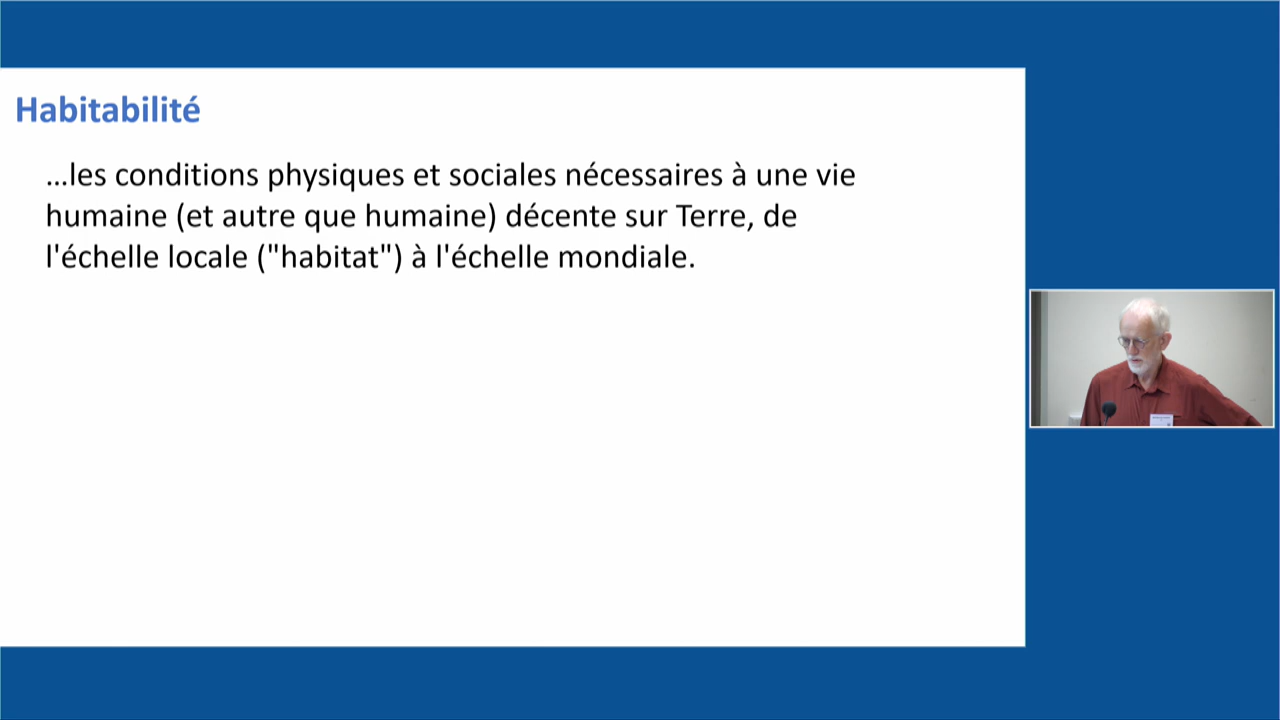 Habitabilité
...les conditions physiques et sociales nécessaires à une vie
humaine (et autre que humaine) décente sur Terre, de
l'échelle locale ("habitat") à l'échelle mondiale.